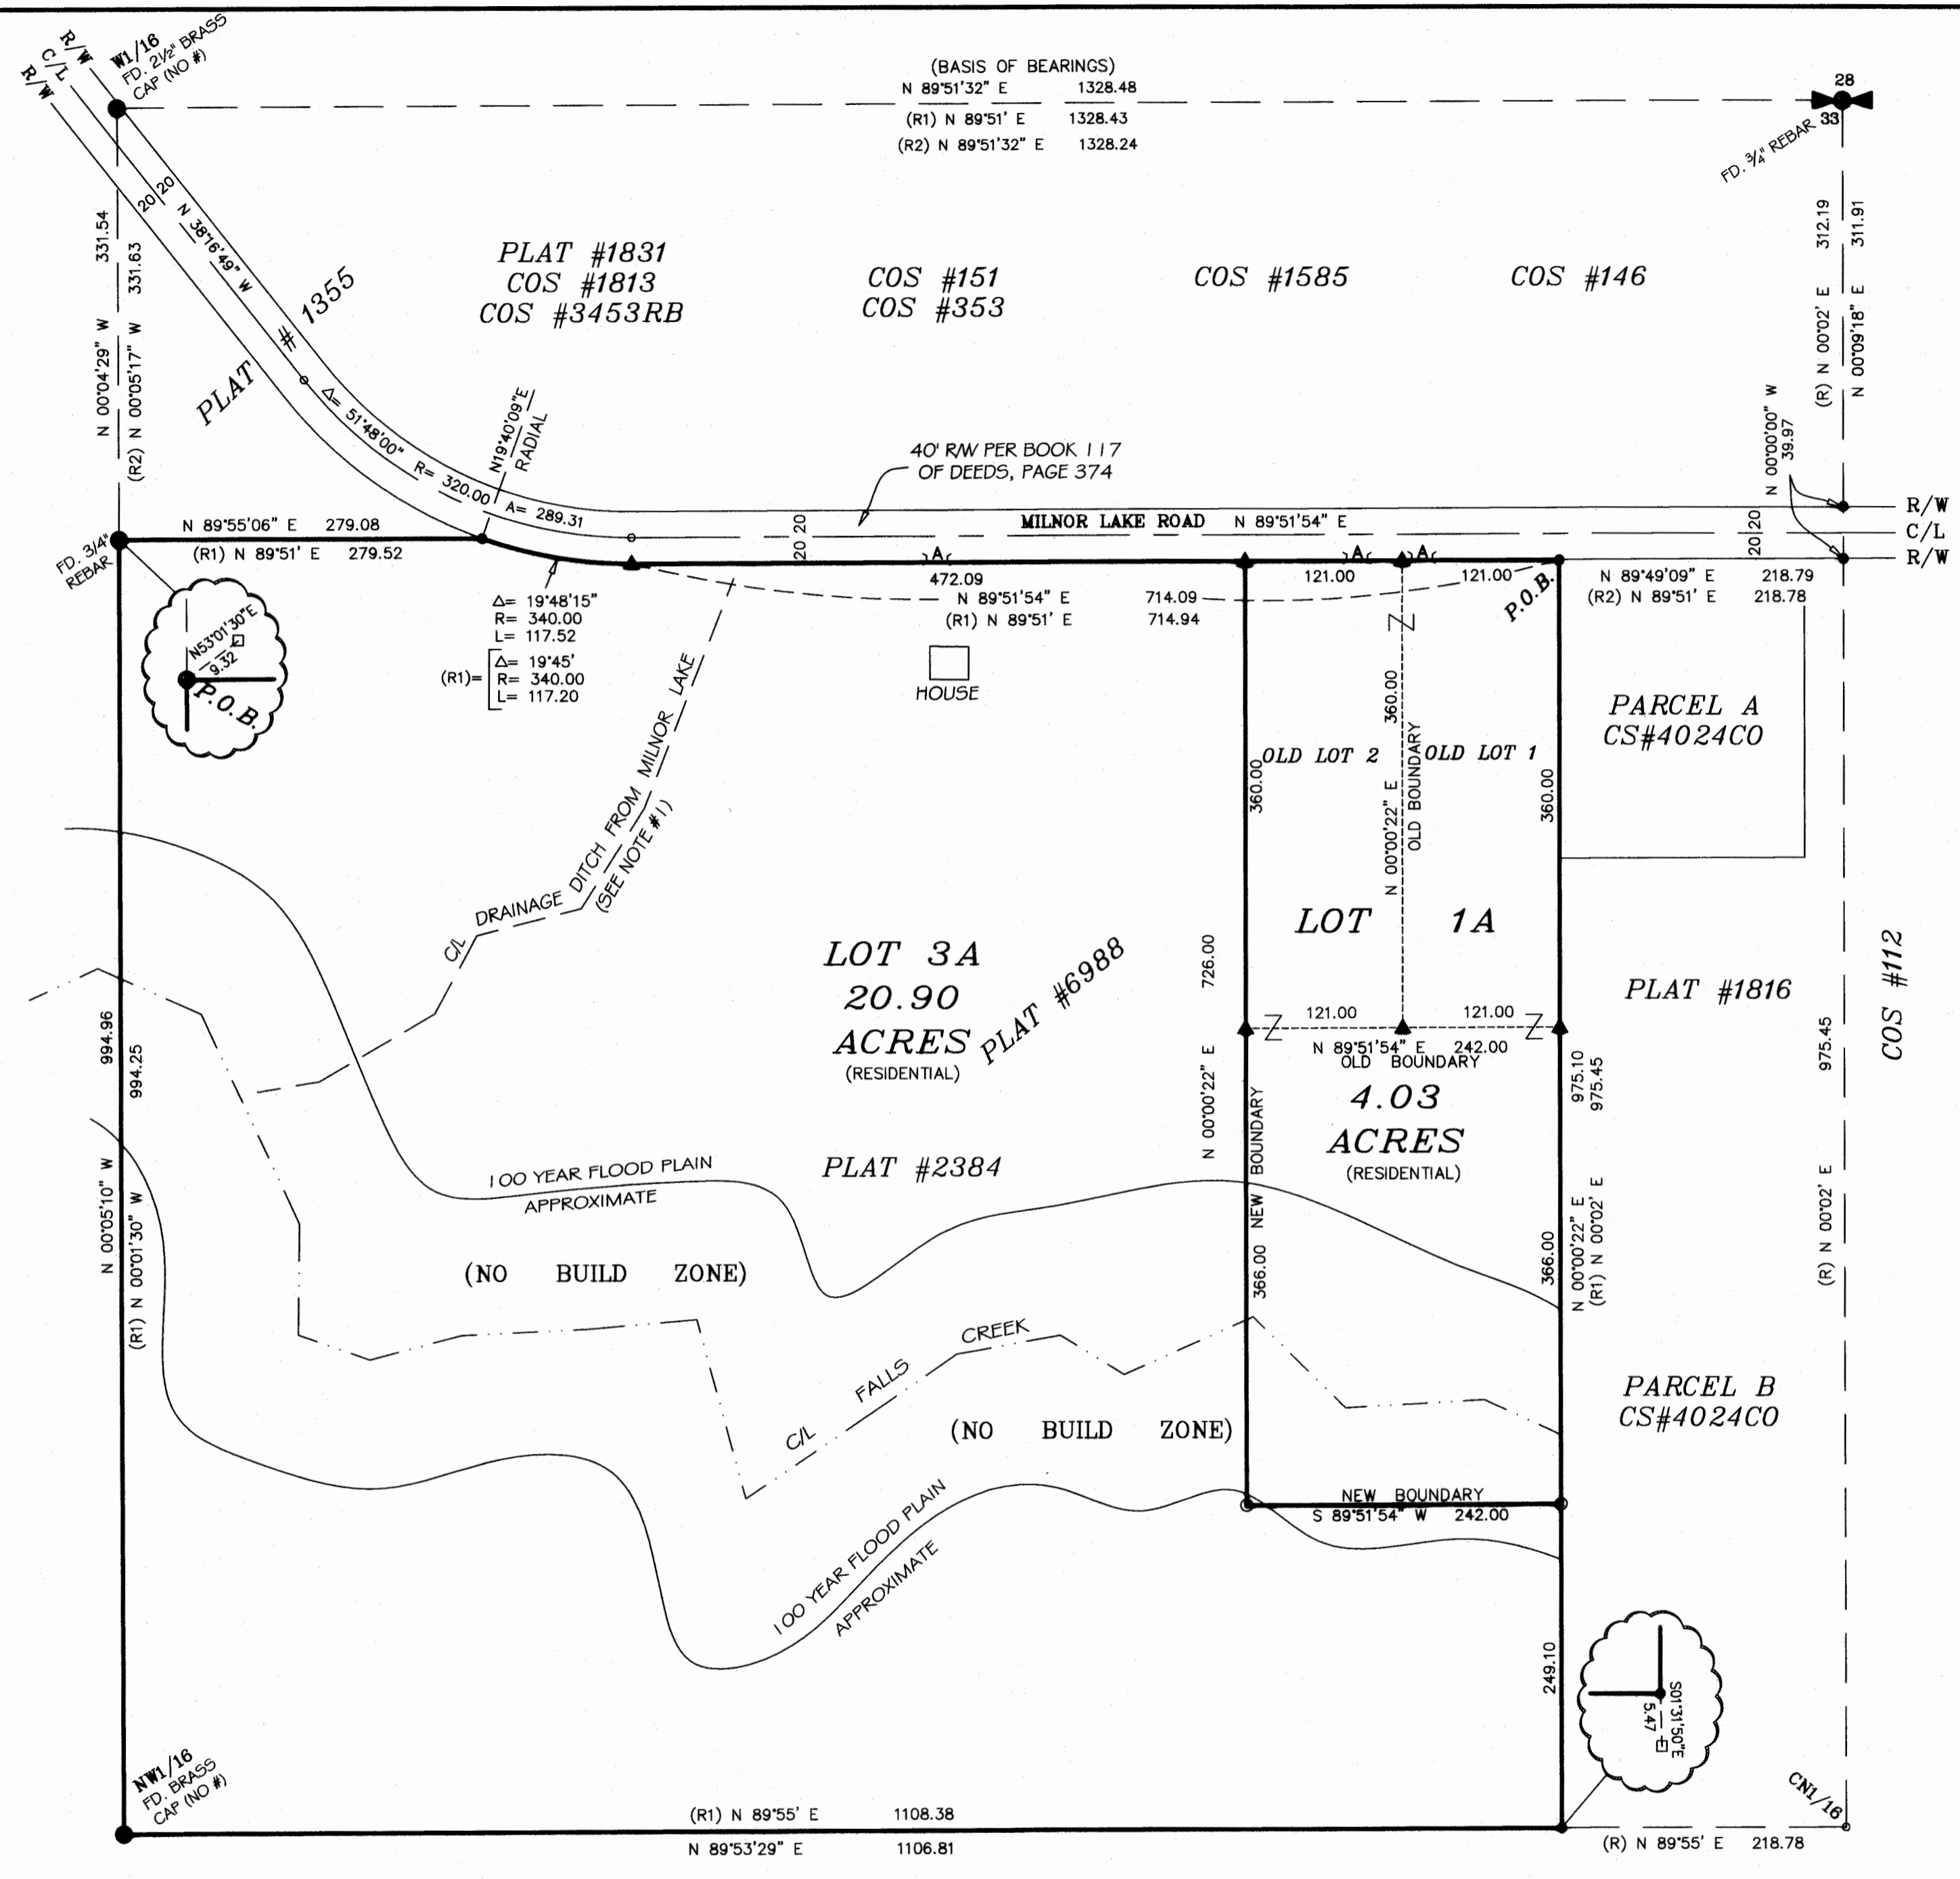 R/W
C/L
R/W
W1/16
FD. 2½" BRASS
CAP (NO #)
(BASIS OF BEARINGS)
N 89°51'32" E 1328.48
(R1) N 89°51' E 1328.43
(R2) N 89°51'32" E 1328.24
28
33
FD. ¾" REBAR
20 20
N 38°16'49" W
N 00°04'29" W 331.54
(R2) N 00°05'17" W 331.63
PLAT # 1355
PLAT #1831
COS #1813
COS #3453RB
COS #151
COS #353
COS #1585
COS #146
(R) N 00°02' E 312.19
N 00°09'18" E 311.91
N 00°00'00" W
39.97
Δ= 51°48'00" R= 320.00 A= 289.31
N19°40'09"E
RADIAL
40' R/W PER BOOK 117
OF DEEDS, PAGE 374
20 20
MILNOR LAKE ROAD N 89°51'54" E
20 20
20 20
R/W
C/L
R/W
FD. 3/4"
REBAR
N 89°55'06" E 279.08
(R1) N 89°51' E 279.52
A
A
A
472.09
121.00
121.00
N 89°51'54" E 714.09
(R1) N 89°51' E 714.94
P.O.B.
N 89°49'09" E 218.79
(R2) N 89°51' E 218.78
Δ= 19°48'15"
R= 340.00
L= 117.52
(R1)=
Δ= 19°45'
R= 340.00
L= 117.20
N53°01'30"E
9.32
P.O.B.
HOUSE
C/L DRAINAGE DITCH FROM MILNOR LAKE
(SEE NOTE #1)
OLD LOT 2
OLD LOT 1
360.00
360.00
360.00
N 00°00'22" E
OLD BOUNDARY
PARCEL A
CS#4024CO
LOT 1A
LOT 3A
20.90
ACRES
(RESIDENTIAL)
PLAT #6988
726.00
N 00°00'22" E
121.00
121.00
N 89°51'54" E 242.00
OLD BOUNDARY
4.03
ACRES
(RESIDENTIAL)
PLAT #1816
COS #112
975.10
975.45
N 00°00'22" E
(R1) N 00°02' E
975.45
(R) N 00°02' E
994.96
994.25
N 00°05'10" W
(R1) N 00°01'30" W
PLAT #2384
100 YEAR FLOOD PLAIN
APPROXIMATE
(NO BUILD ZONE)
366.00 NEW BOUNDARY
366.00
C/L FALLS CREEK
(NO BUILD ZONE)
PARCEL B
CS#4024CO
NEW BOUNDARY
S 89°51'54" W 242.00
100 YEAR FLOOD PLAIN
APPROXIMATE
249.10
S01°31'50"E
5.47
NW1/16
FD. BRASS
CAP (NO #)
CN1/16
(R1) N 89°55' E 1108.38
N 89°53'29" E 1106.81
(R) N 89°55' E 218.78